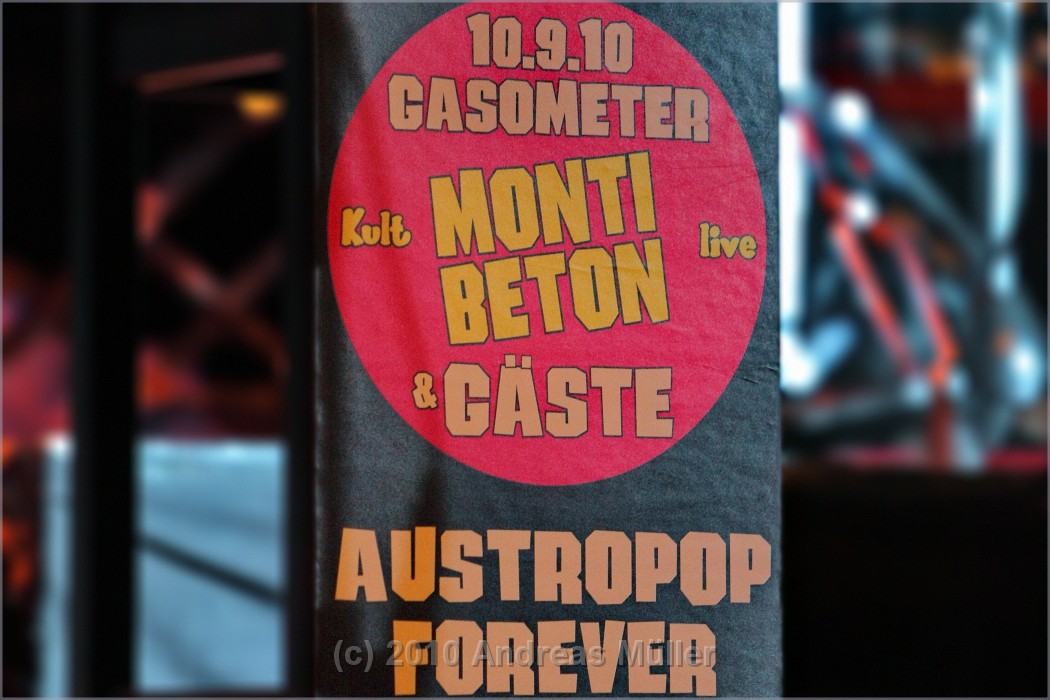 10.9.10
GASOMETER
Kult MONTI live
BETON
& GÄSTE
AUSTROPOP
FOREVER
(c) 2010 Andreas Müller